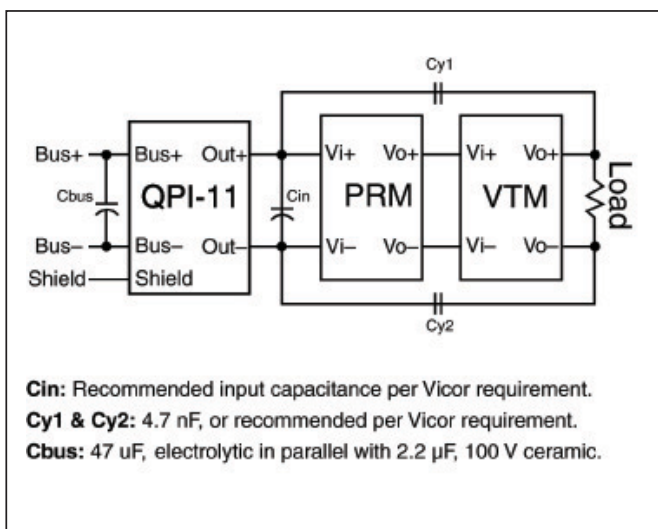 Cy1
Bus+ Bus+ Out+ Vi+ Vo+ Vi+ Vo+
Cbus QPI-11 Cin PRM VTM Load
Bus– Bus– Out– Vi– Vo– Vi– Vo–
Shield Shield
Cy2
Cin: Recommended input capacitance per Vicor requirement.
Cy1 & Cy2: 4.7 nF, or recommended per Vicor requirement.
Cbus: 47 uF, electrolytic in parallel with 2.2 µF, 100 V ceramic.